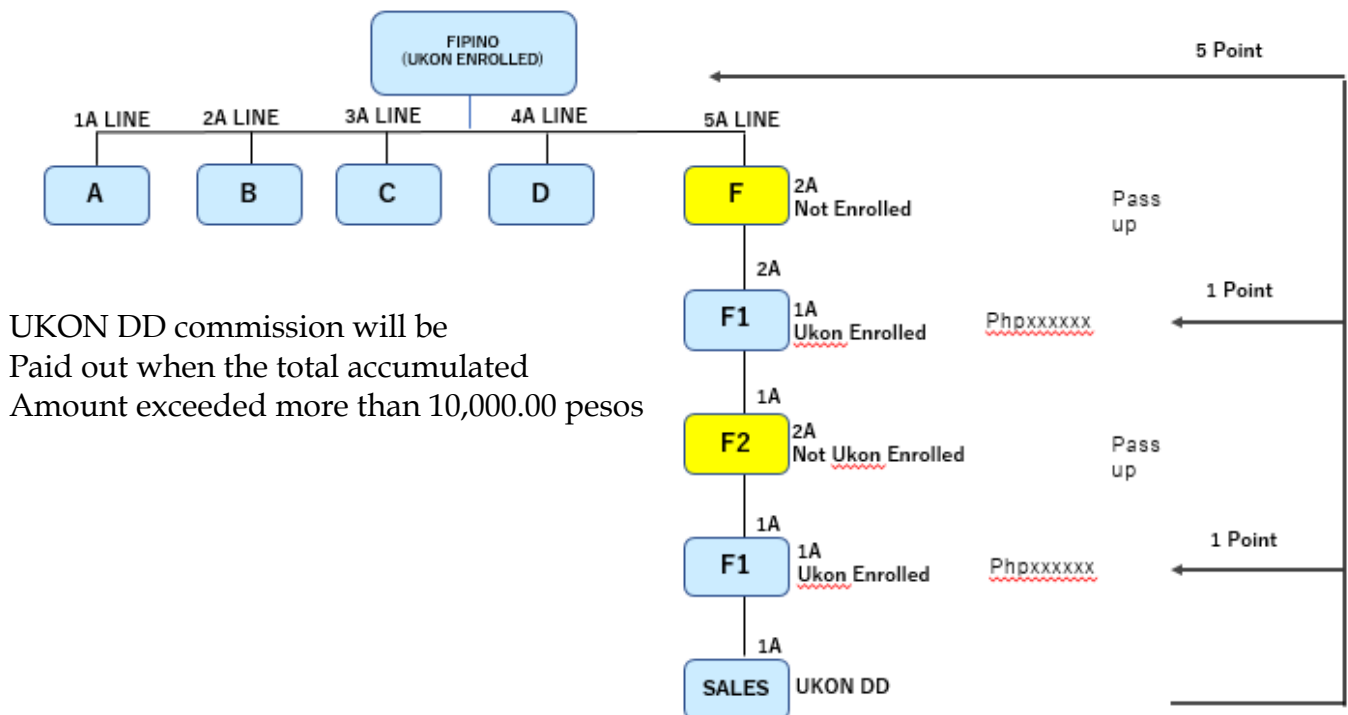 FIPINO
(UKON ENROLLED)
5 Point
1A LINE
2A LINE
3A LINE
4A LINE
5A LINE
A
B
C
D
F
2A
Not Enrolled
Pass
up
2A
F1
1A
Ukon Enrolled
Phpxxxxxx
1 Point
UKON DD commission will be
Paid out when the total accumulated
Amount exceeded more than 10,000.00 pesos
1A
F2
2A
Not Ukon Enrolled
Pass
up
1A
F1
1A
Ukon Enrolled
Phpxxxxxx
1 Point
1A
SALES
UKON DD